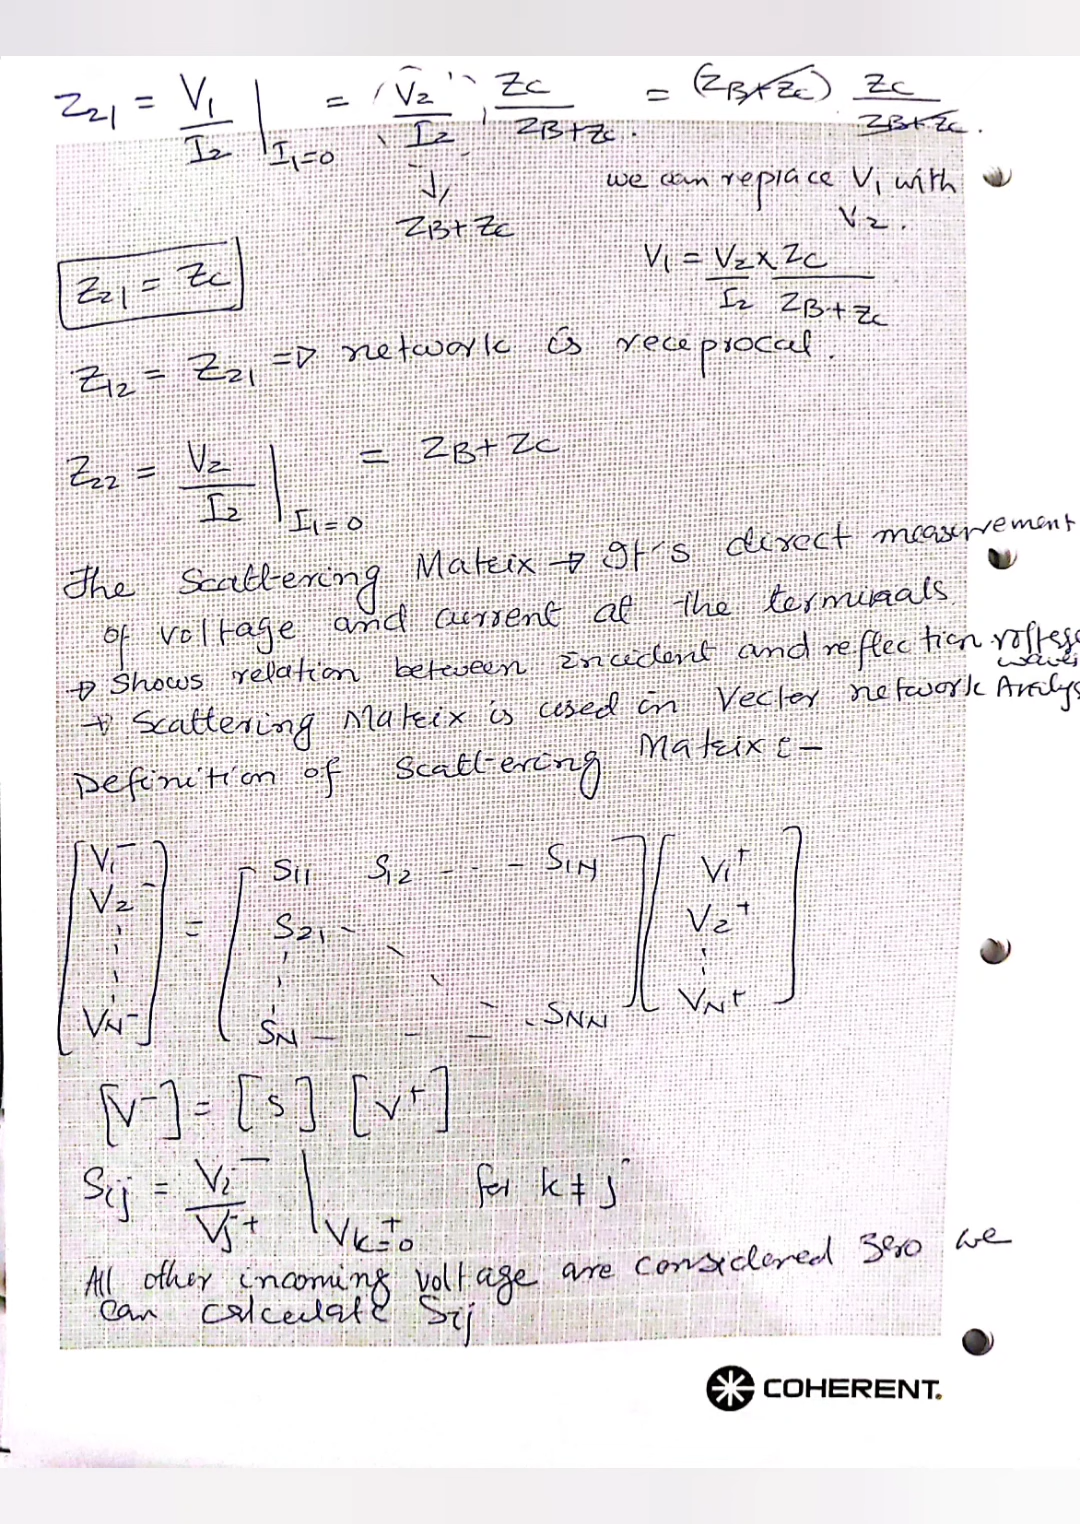 Z21 = V1/I2 |I1=0 = (V2/I2) · ZC/(ZB+ZC) = (ZB+ZC) ZC/(ZB+ZC).
↓
ZB+ZC
we can replace V1 with V2.
V1/I2 = V2/I2 × ZC/(ZB+ZC)
Z21 = ZC
Z12 = Z21 => network is reciprocal.
Z22 = V2/I2 |I1=0 = ZB+ZC
The Scattering Matrix → It's direct measurement
of voltage and current at the terminals.
→ Shows relation between incident and reflection voltage waves
→ Scattering Matrix is used in Vector network Analys
Definition of Scattering Matrix :-
[V1- V2- ⋮ VN-] = [S11 S12 - - - S1N S21 ⋮ SN - - - SNN] [V1+ V2+ ⋮ VN+]
[V-] = [S] [V+]
Sij = Vi-/Vj+ |Vk+=0 for k ≠ j
All other incoming voltage are considered zero we
can calculate Sij
COHERENT.